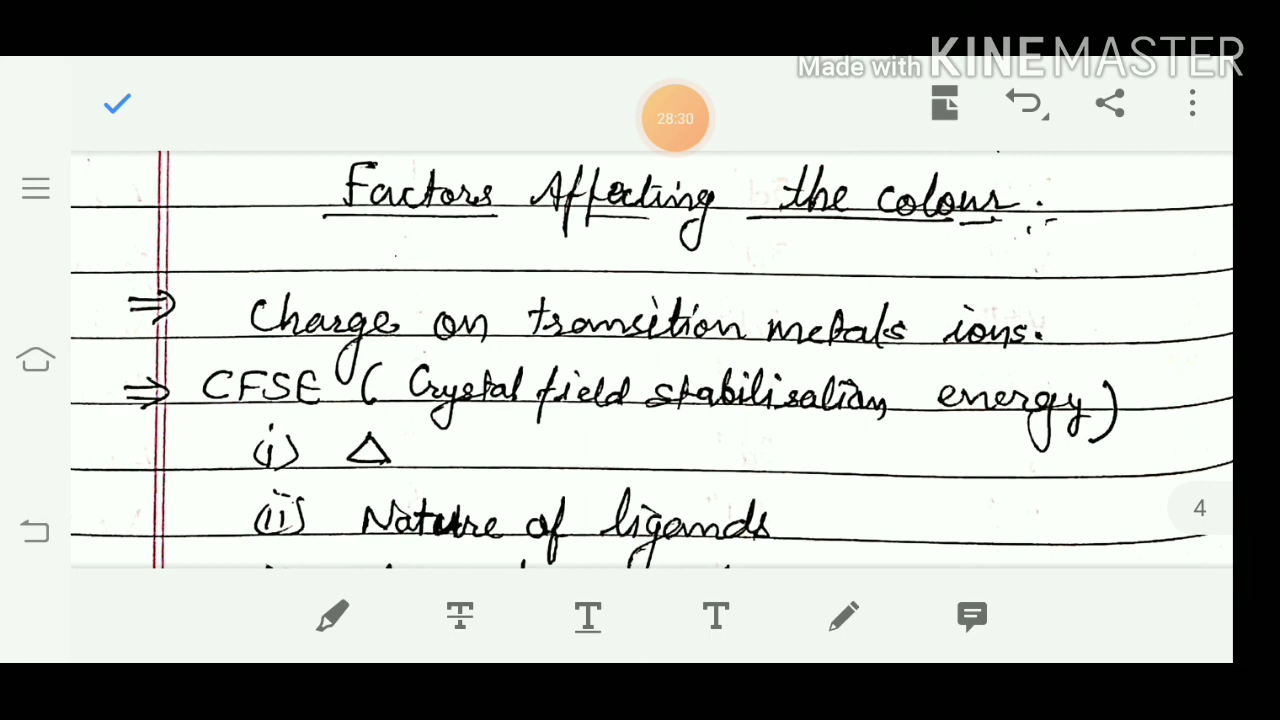 Made with KINEMASTER
28:30
Factors Affecting the colour :-
⇒ Charge on transition metals ions.
⇒ CFSE ( Crystal field stabilisation energy)
(i) Δ
(ii) Nature of ligands
4
T T T